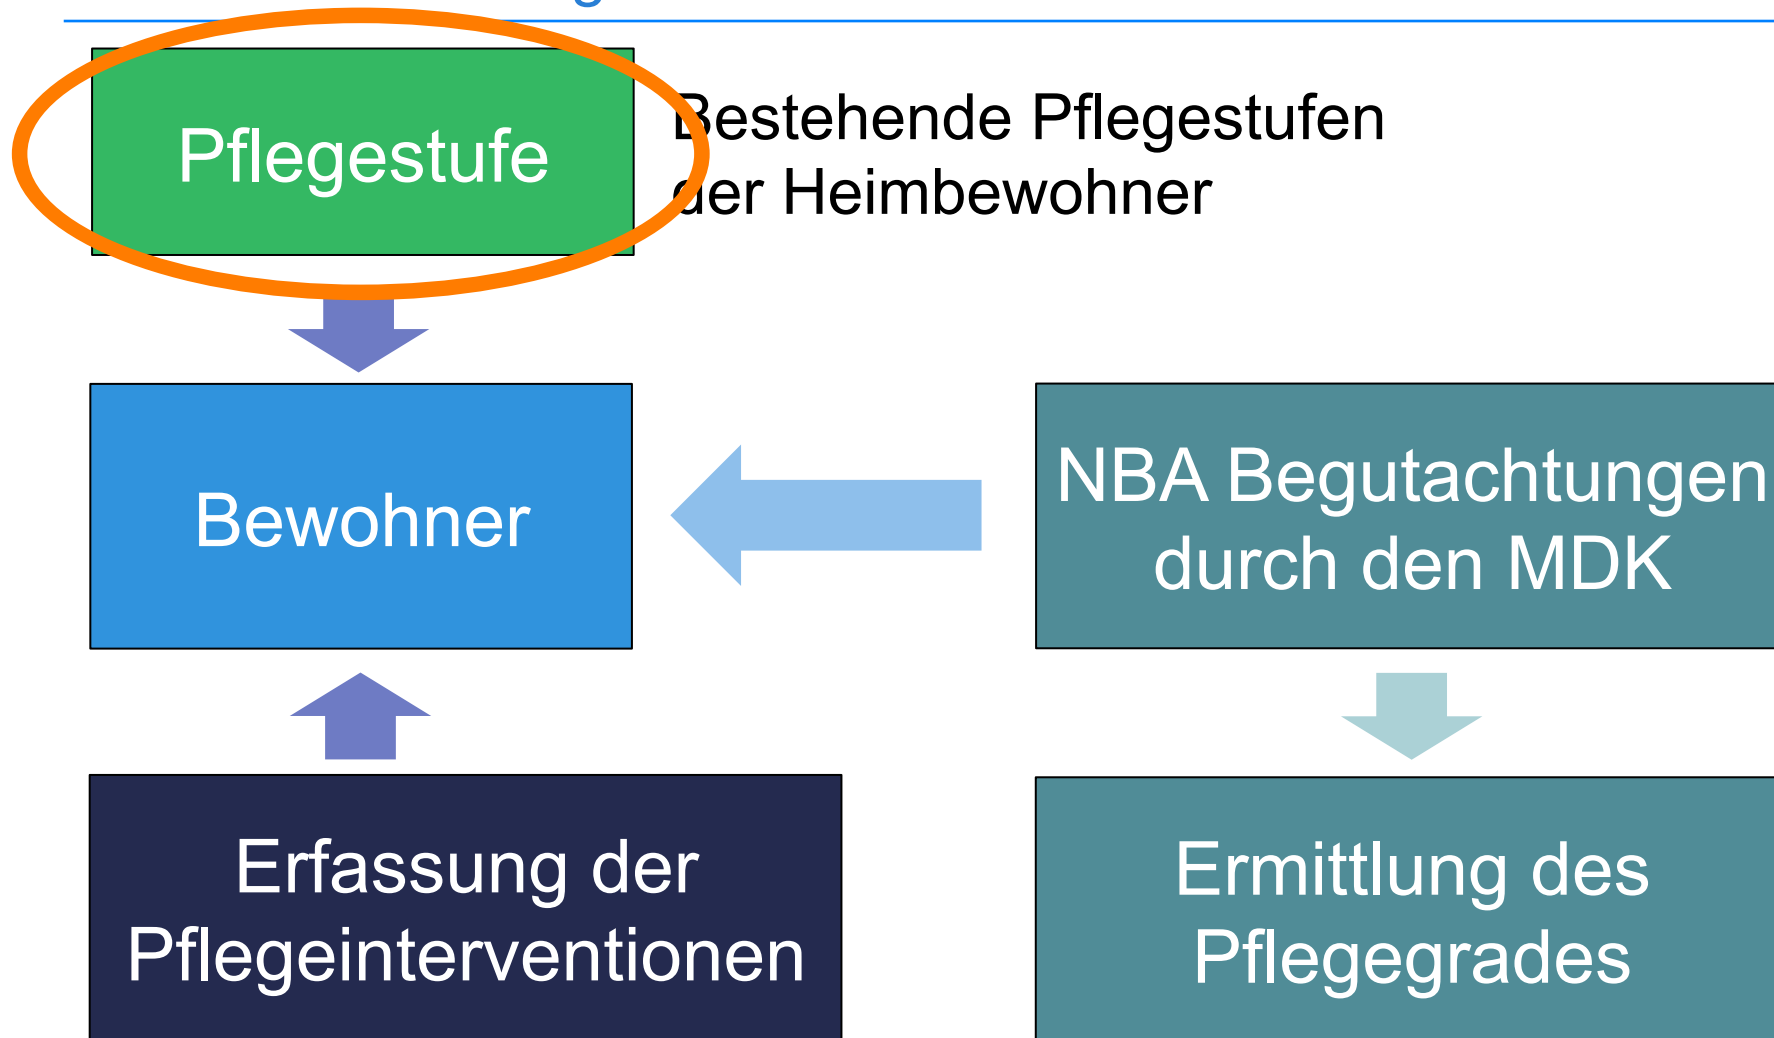 Pflegestufe
Bestehende Pflegestufen
der Heimbewohner
Bewohner
NBA Begutachtungen
durch den MDK
Erfassung der
Pflegeinterventionen
Ermittlung des
Pflegegrades